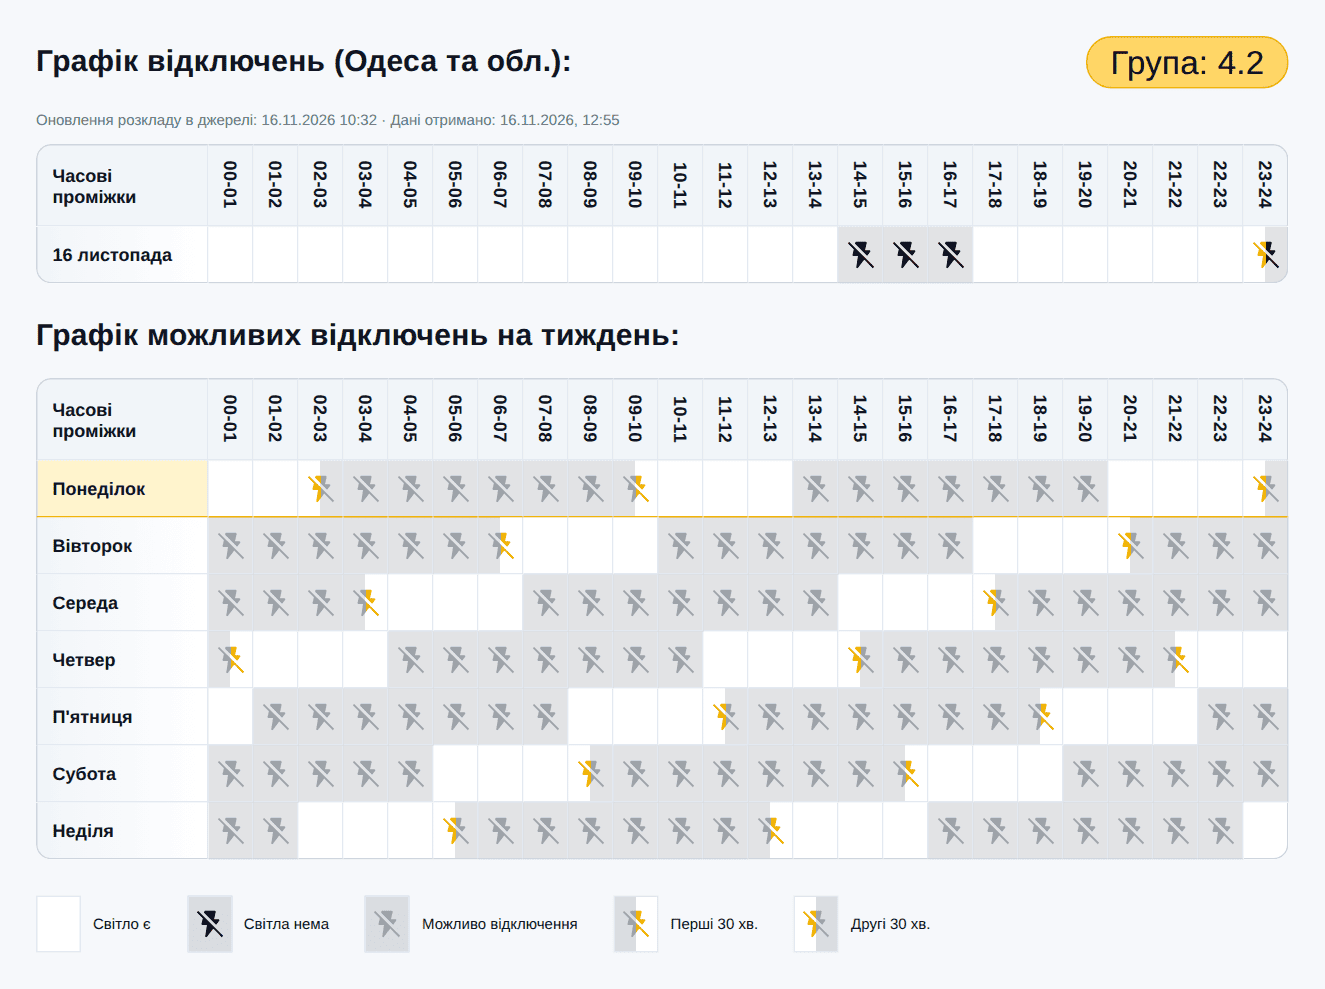 Графік відключень (Одеса та обл.):
Група: 4.2
Оновлення розкладу в джерелі: 16.11.2026 10:32 · Дані отримано: 16.11.2026, 12:55
Часові
проміжки
00-01 01-02 02-03 03-04 04-05 05-06 06-07 07-08 08-09 09-10 10-11 11-12 12-13 13-14 14-15 15-16 16-17 17-18 18-19 19-20 20-21 21-22 22-23 23-24
16 листопада
Графік можливих відключень на тиждень:
Часові
проміжки
00-01 01-02 02-03 03-04 04-05 05-06 06-07 07-08 08-09 09-10 10-11 11-12 12-13 13-14 14-15 15-16 16-17 17-18 18-19 19-20 20-21 21-22 22-23 23-24
Понеділок
Вівторок
Середа
Четвер
П'ятниця
Субота
Неділя
Світло є
Світла нема
Можливо відключення
Перші 30 хв.
Другі 30 хв.